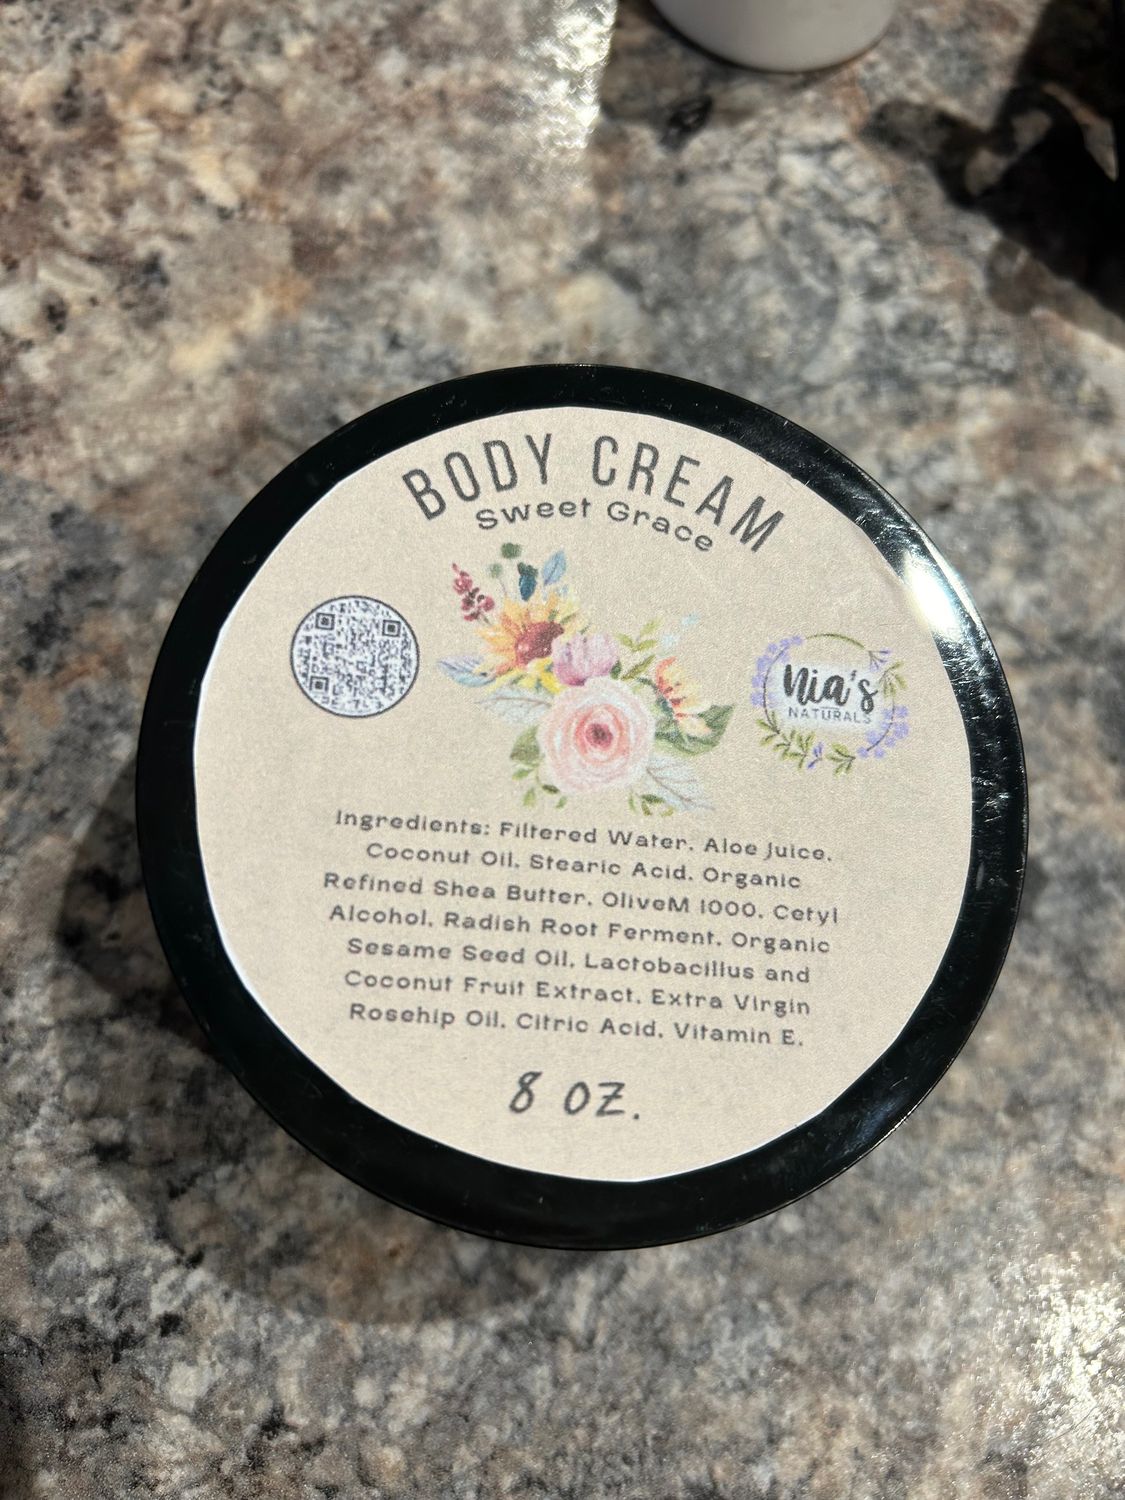 BODY CREAM
Sweet Grace
Nia's
NATURALS
Ingredients: Filtered Water, Aloe Juice,
Coconut Oil, Stearic Acid, Organic
Refined Shea Butter, OliveM 1000, Cetyl
Alcohol, Radish Root Ferment, Organic
Sesame Seed Oil, Lactobacillus and
Coconut Fruit Extract, Extra Virgin
Rosehip Oil, Citric Acid, Vitamin E.
8 OZ.